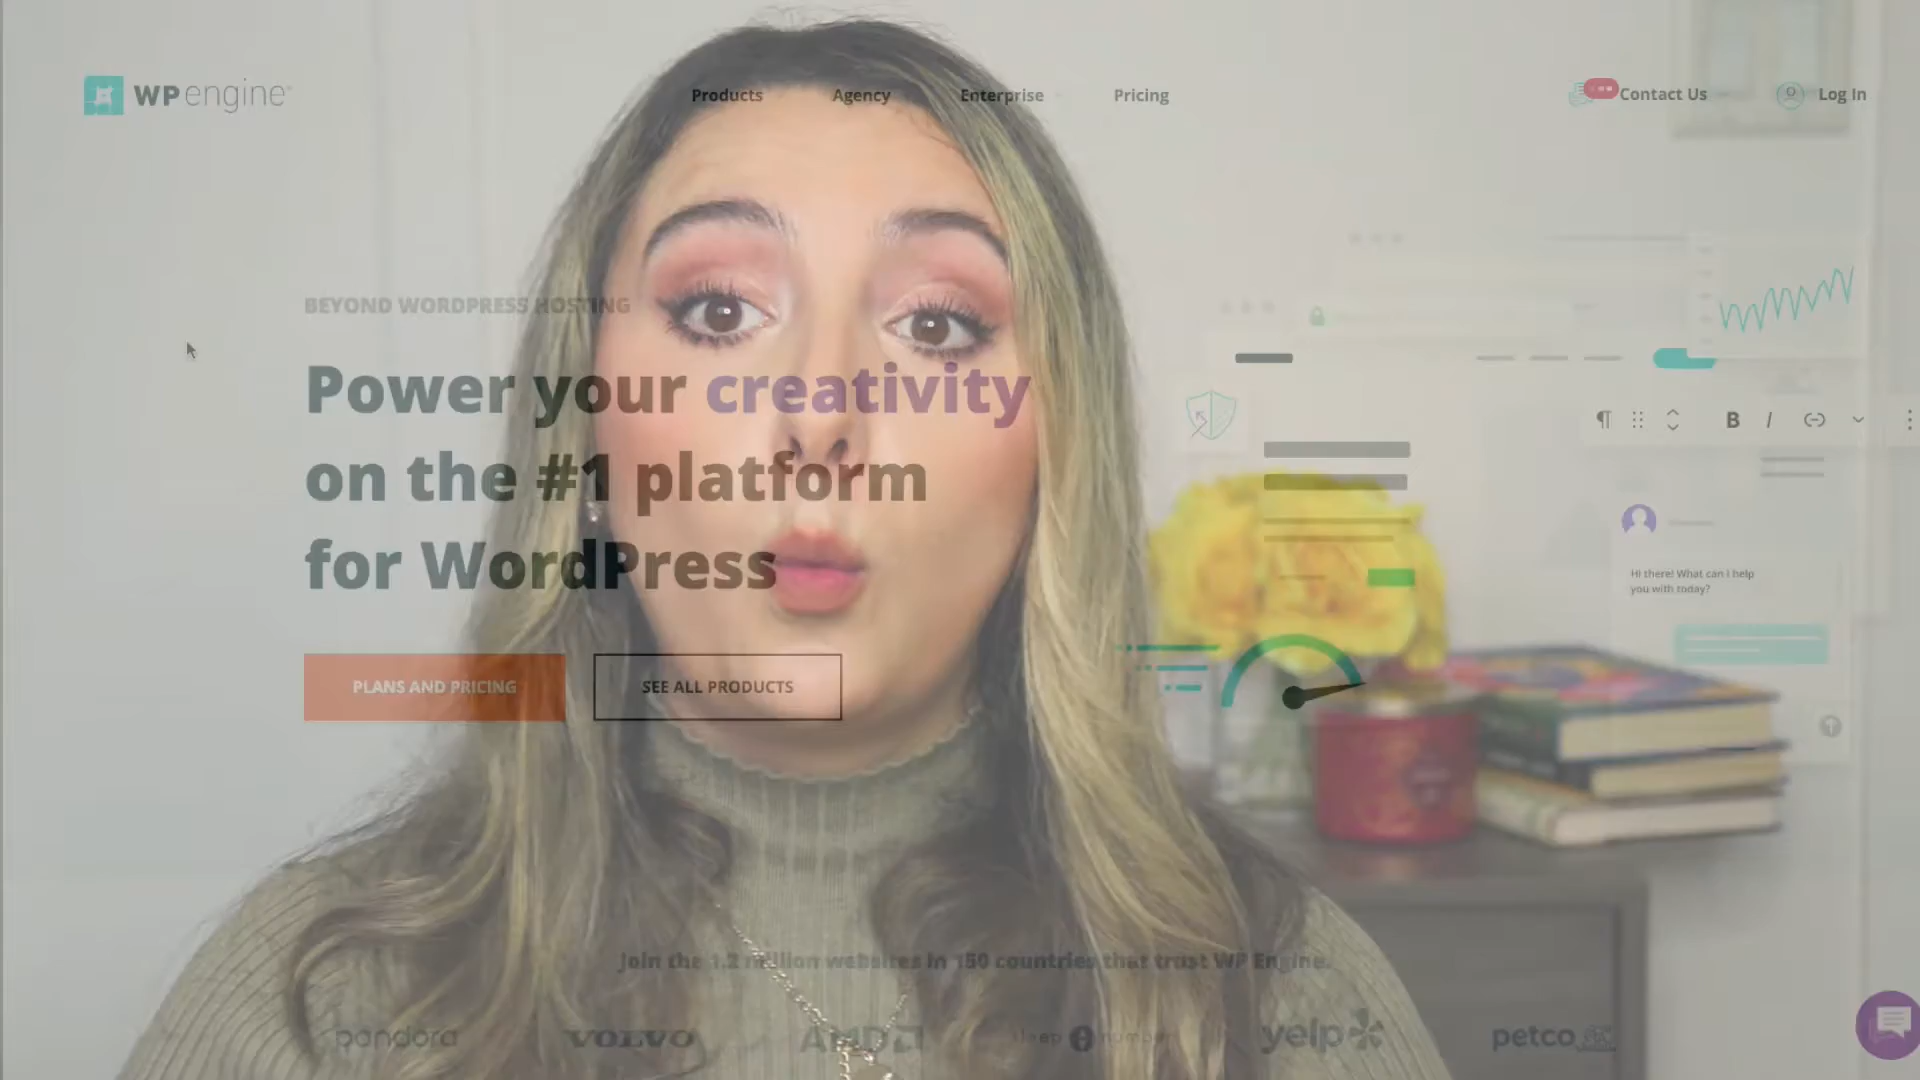 WP engine
Products
Agency
Enterprise
Pricing
Contact Us
Log In
BEYOND WORDPRESS HOSTING
Power your creativity
on the #1 platform
for WordPress
B I
Hi there! What can I help
you with today?
PLANS AND PRICING
SEE ALL PRODUCTS
Join the 1.2 million websites in 150 countries that trust WP Engine.
pandora
VOLVO
AMD
sleep number
yelp
petco